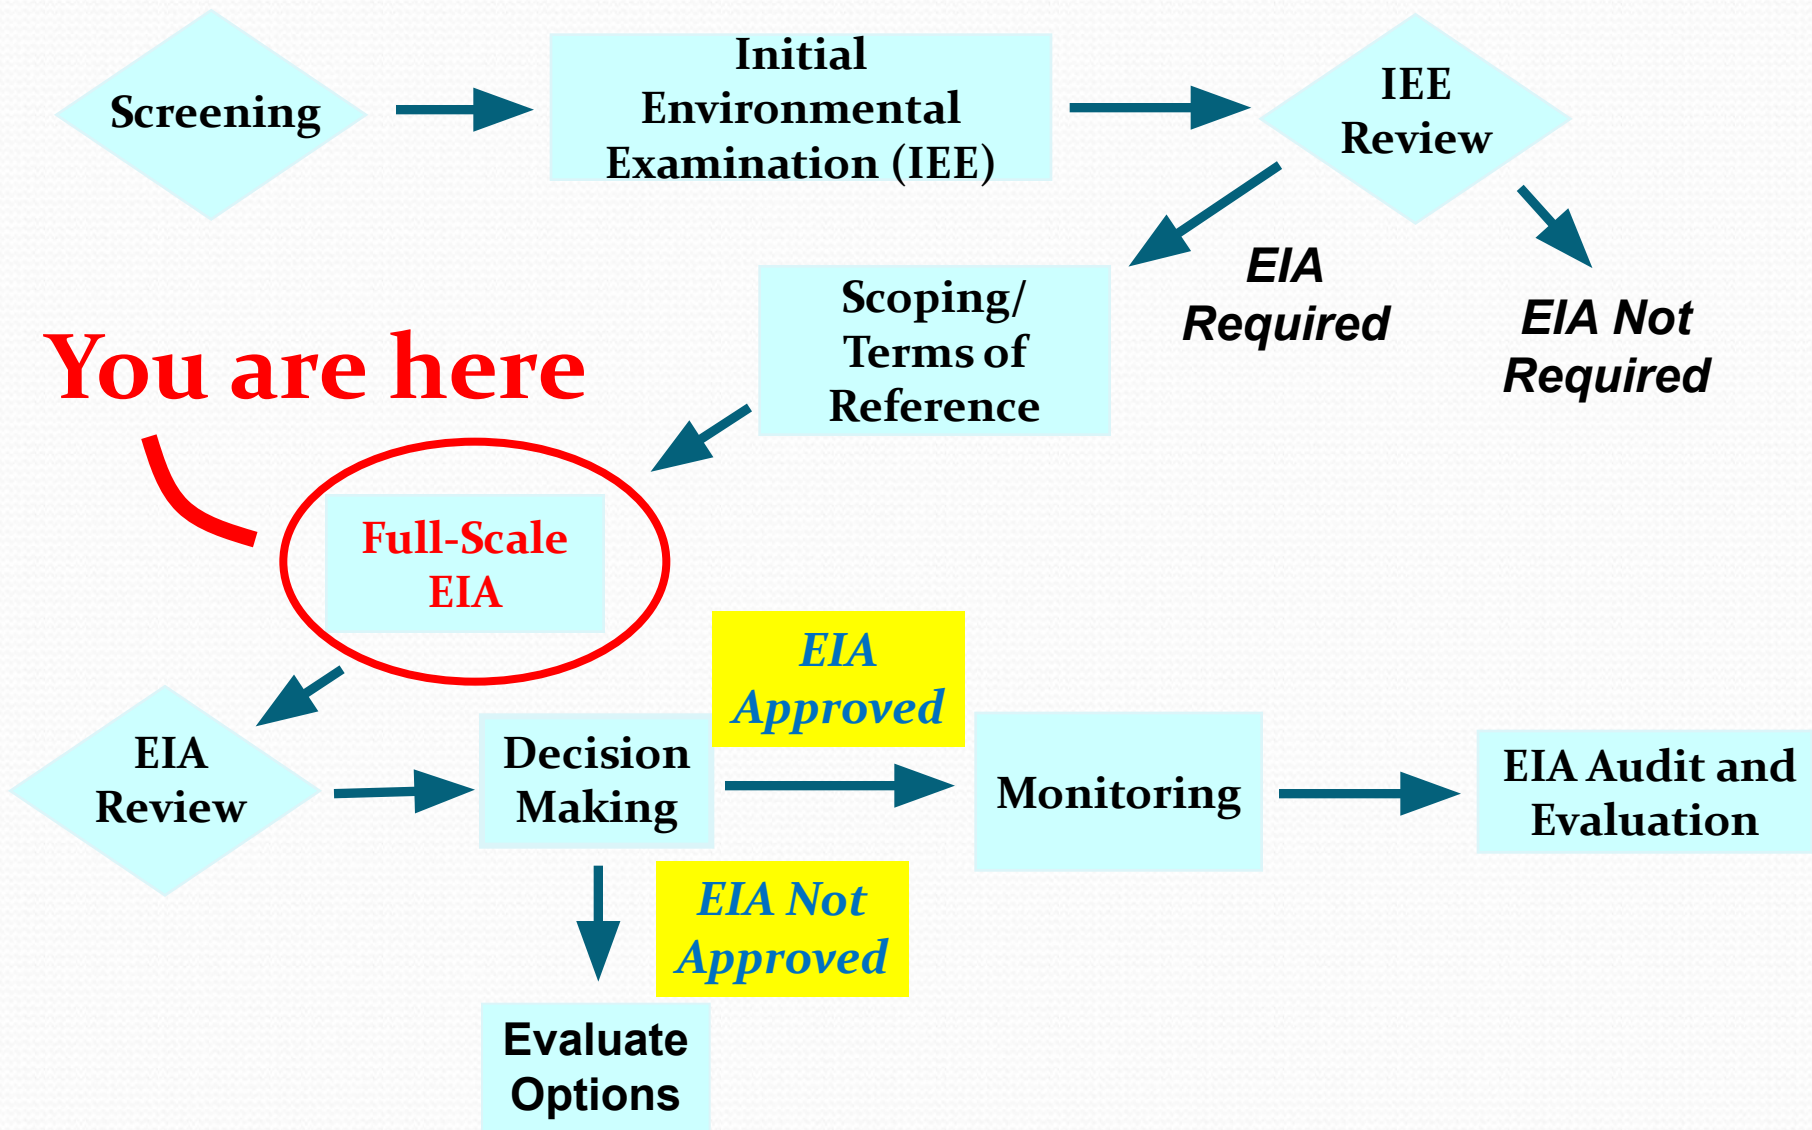 Screening
Initial
Environmental
Examination (IEE)
IEE
Review
EIA
Required
EIA Not
Required
Scoping/
Terms of
Reference
You are here
Full-Scale
EIA
EIA
Review
Decision
Making
EIA
Approved
Monitoring
EIA Audit and
Evaluation
EIA Not
Approved
Evaluate
Options